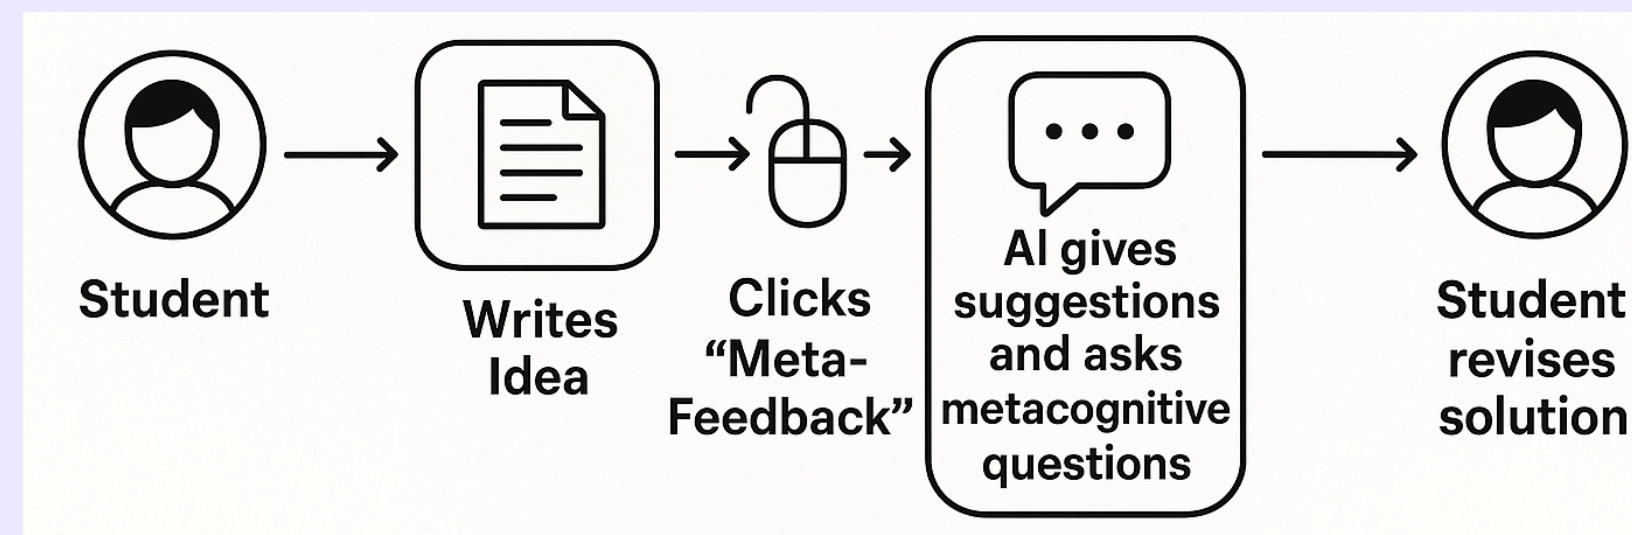 Student
Writes
Idea
Clicks
“Meta-
Feedback”
AI gives
suggestions
and asks
metacognitive
questions
Student
revises
solution